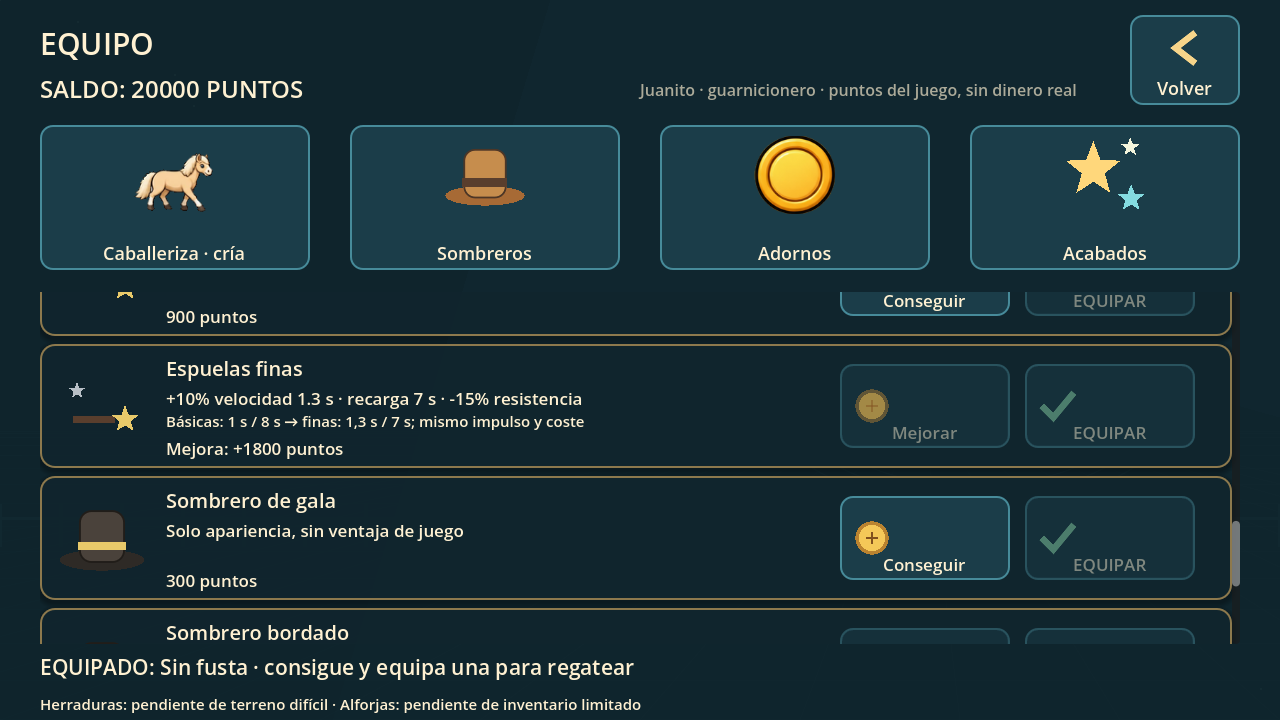 EQUIPO
SALDO: 20000 PUNTOS
Juanito · guarnicionero · puntos del juego, sin dinero real
Volver
Caballeriza · cría
Sombreros
Adornos
Acabados
900 puntos
Conseguir
EQUIPAR
Espuelas finas
+10% velocidad 1.3 s · recarga 7 s · -15% resistencia
Básicas: 1 s / 8 s → finas: 1,3 s / 7 s; mismo impulso y coste
Mejora: +1800 puntos
Mejorar
EQUIPAR
Sombrero de gala
Solo apariencia, sin ventaja de juego
300 puntos
Conseguir
EQUIPAR
Sombrero bordado
EQUIPADO: Sin fusta · consigue y equipa una para regatear
Herraduras: pendiente de terreno difícil · Alforjas: pendiente de inventario limitado